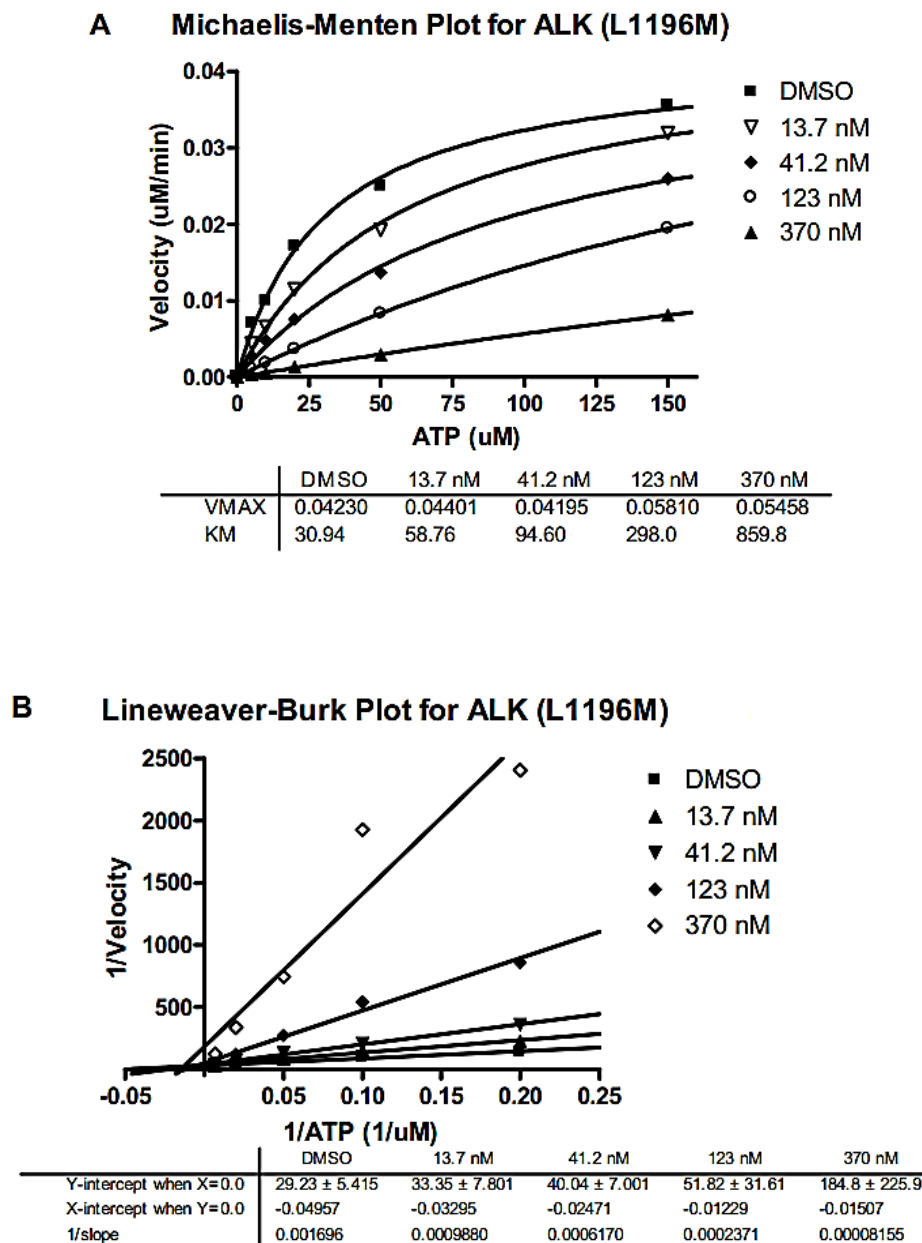 A Michaelis-Menten Plot for ALK (L1196M)
0.04
0.03
0.02
0.01
0.00
Velocity (uM/min)
0 25 50 75 100 125 150
ATP (uM)
DMSO
13.7 nM
41.2 nM
123 nM
370 nM
DMSO 13.7 nM 41.2 nM 123 nM 370 nM
VMAX 0.04230 0.04401 0.04195 0.05810 0.05458
KM 30.94 58.76 94.60 298.0 859.8
B Lineweaver-Burk Plot for ALK (L1196M)
2500
2000
1500
1000
500
1/Velocity
-0.05 0.05 0.10 0.15 0.20 0.25
1/ATP (1/uM)
DMSO
13.7 nM
41.2 nM
123 nM
370 nM
DMSO 13.7 nM 41.2 nM 123 nM 370 nM
Y-intercept when X=0.0 29.23 ± 5.415 33.35 ± 7.801 40.04 ± 7.001 51.82 ± 31.61 184.8 ± 225.9
X-intercept when Y=0.0 -0.04957 -0.03295 -0.02471 -0.01229 -0.01507
1/slope 0.001696 0.0009880 0.0006170 0.0002371 0.00008155